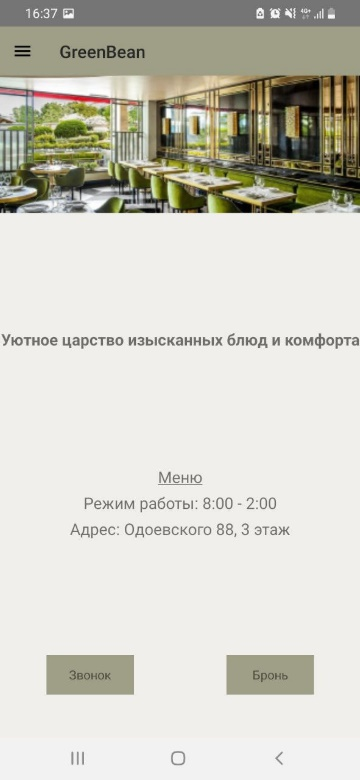 16:37
GreenBean
Уютное царство изысканных блюд и комфорта
Меню
Режим работы: 8:00 - 2:00
Адрес: Одоевского 88, 3 этаж
Звонок Бронь